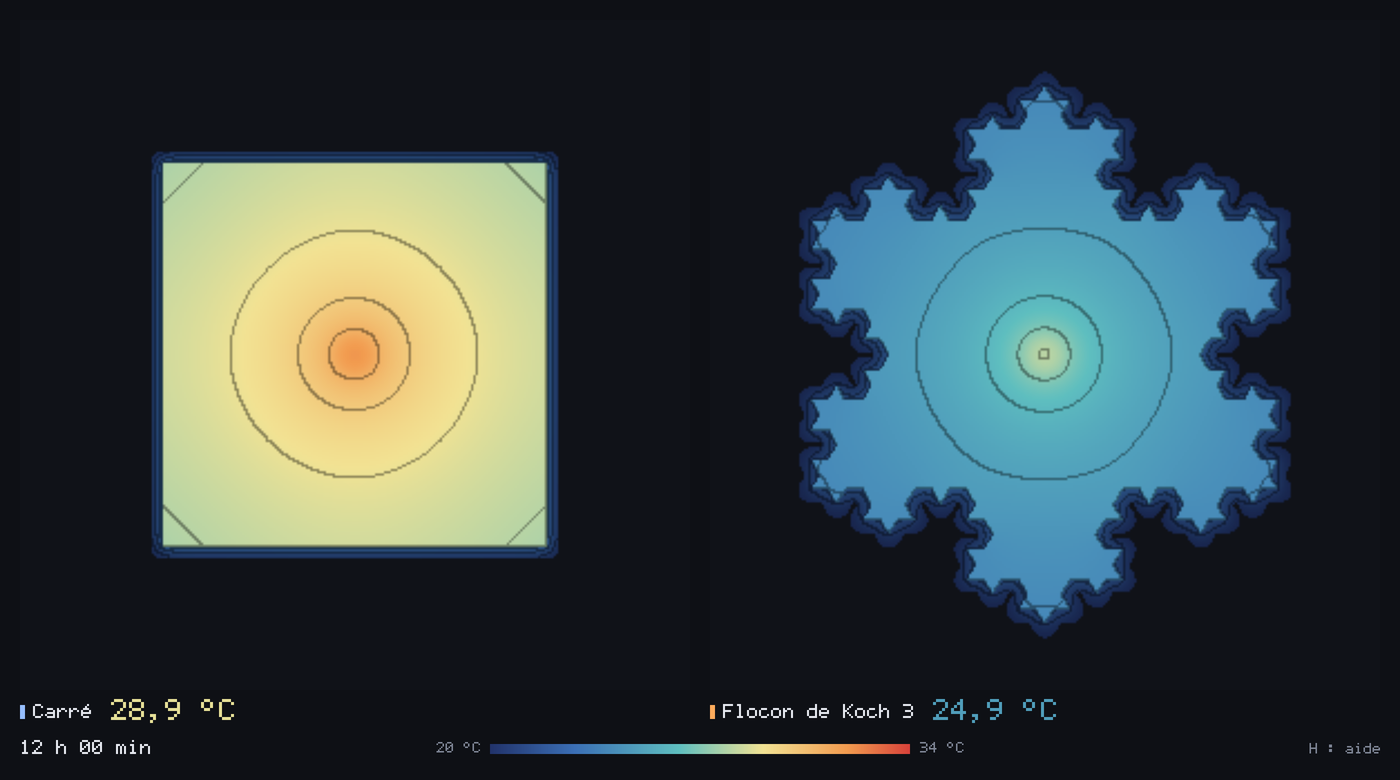 Carré 28,9 °C
Flocon de Koch 3 24,9 °C
12 h 00 min
20 °C
34 °C
H : aide